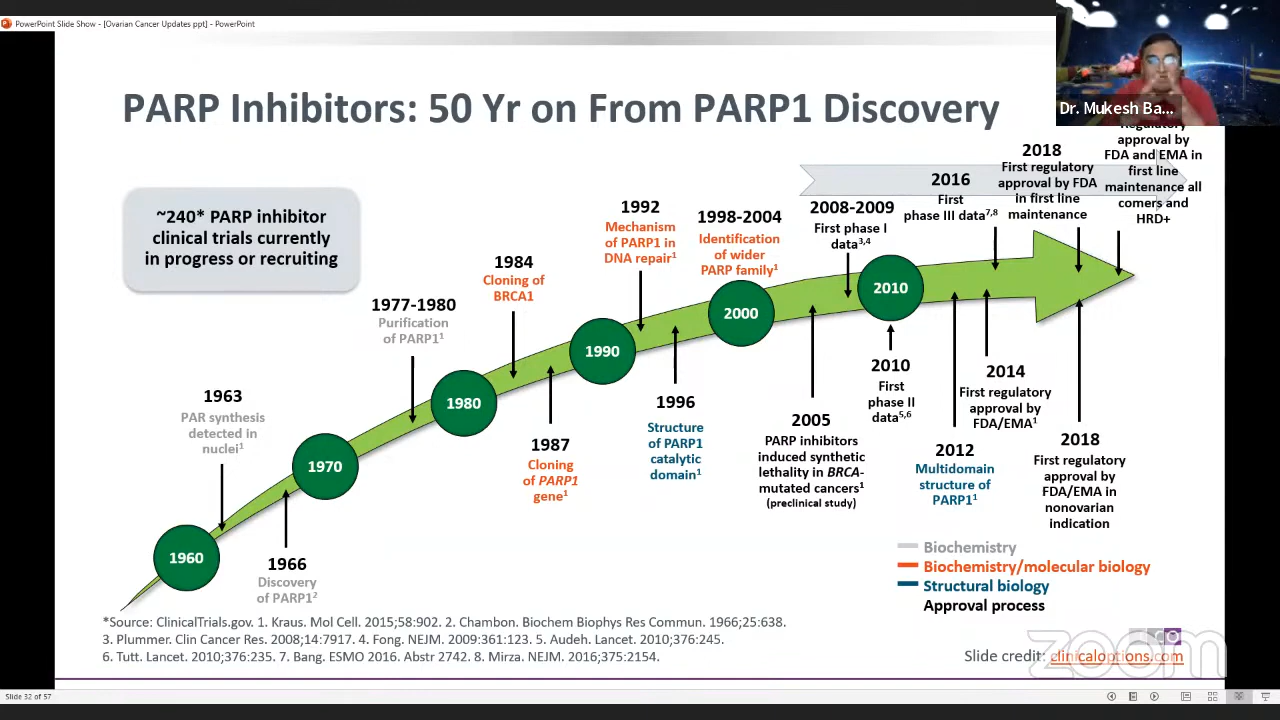 PowerPoint Slide Show - [Ovarian Cancer Updates ppt] - PowerPoint
Dr. Mukesh Ba...
PARP Inhibitors: 50 Yr on From PARP1 Discovery
~240* PARP inhibitor
clinical trials currently
in progress or recruiting
1960
1970
1980
1990
2000
2010
1963
PAR synthesis
detected in
nuclei1
1966
Discovery
of PARP12
1977-1980
Purification
of PARP11
1984
Cloning of
BRCA1
1987
Cloning
of PARP1
gene1
1992
Mechanism
of PARP1 in
DNA repair1
1996
Structure
of PARP1
catalytic
domain1
1998-2004
Identification
of wider
PARP family1
2005
PARP inhibitors
induced synthetic
lethality in BRCA-
mutated cancers1
(preclinical study)
2008-2009
First phase I
data3,4
2010
First
phase II
data5,6
2012
Multidomain
structure of
PARP11
2014
First regulatory
approval by
FDA/EMA1
2016
First
phase III data7,8
2018
First regulatory
approval by FDA
in first line
maintenance
2018
First regulatory
approval by
FDA/EMA in
nonovarian
indication
Regulatory
approval by
FDA and EMA in
first line
maintenance all
comers and
HRD+
Biochemistry
Biochemistry/molecular biology
Structural biology
Approval process
*Source: ClinicalTrials.gov. 1. Kraus. Mol Cell. 2015;58:902. 2. Chambon. Biochem Biophys Res Commun. 1966;25:638.
3. Plummer. Clin Cancer Res. 2008;14:7917. 4. Fong. NEJM. 2009:361:123. 5. Audeh. Lancet. 2010;376:245.
6. Tutt. Lancet. 2010;376:235. 7. Bang. ESMO 2016. Abstr 27 Mirza. NEJM. 2016;375:2154.
Slide credit: clinicaloptions.com
zoom
Slide 32 of 57